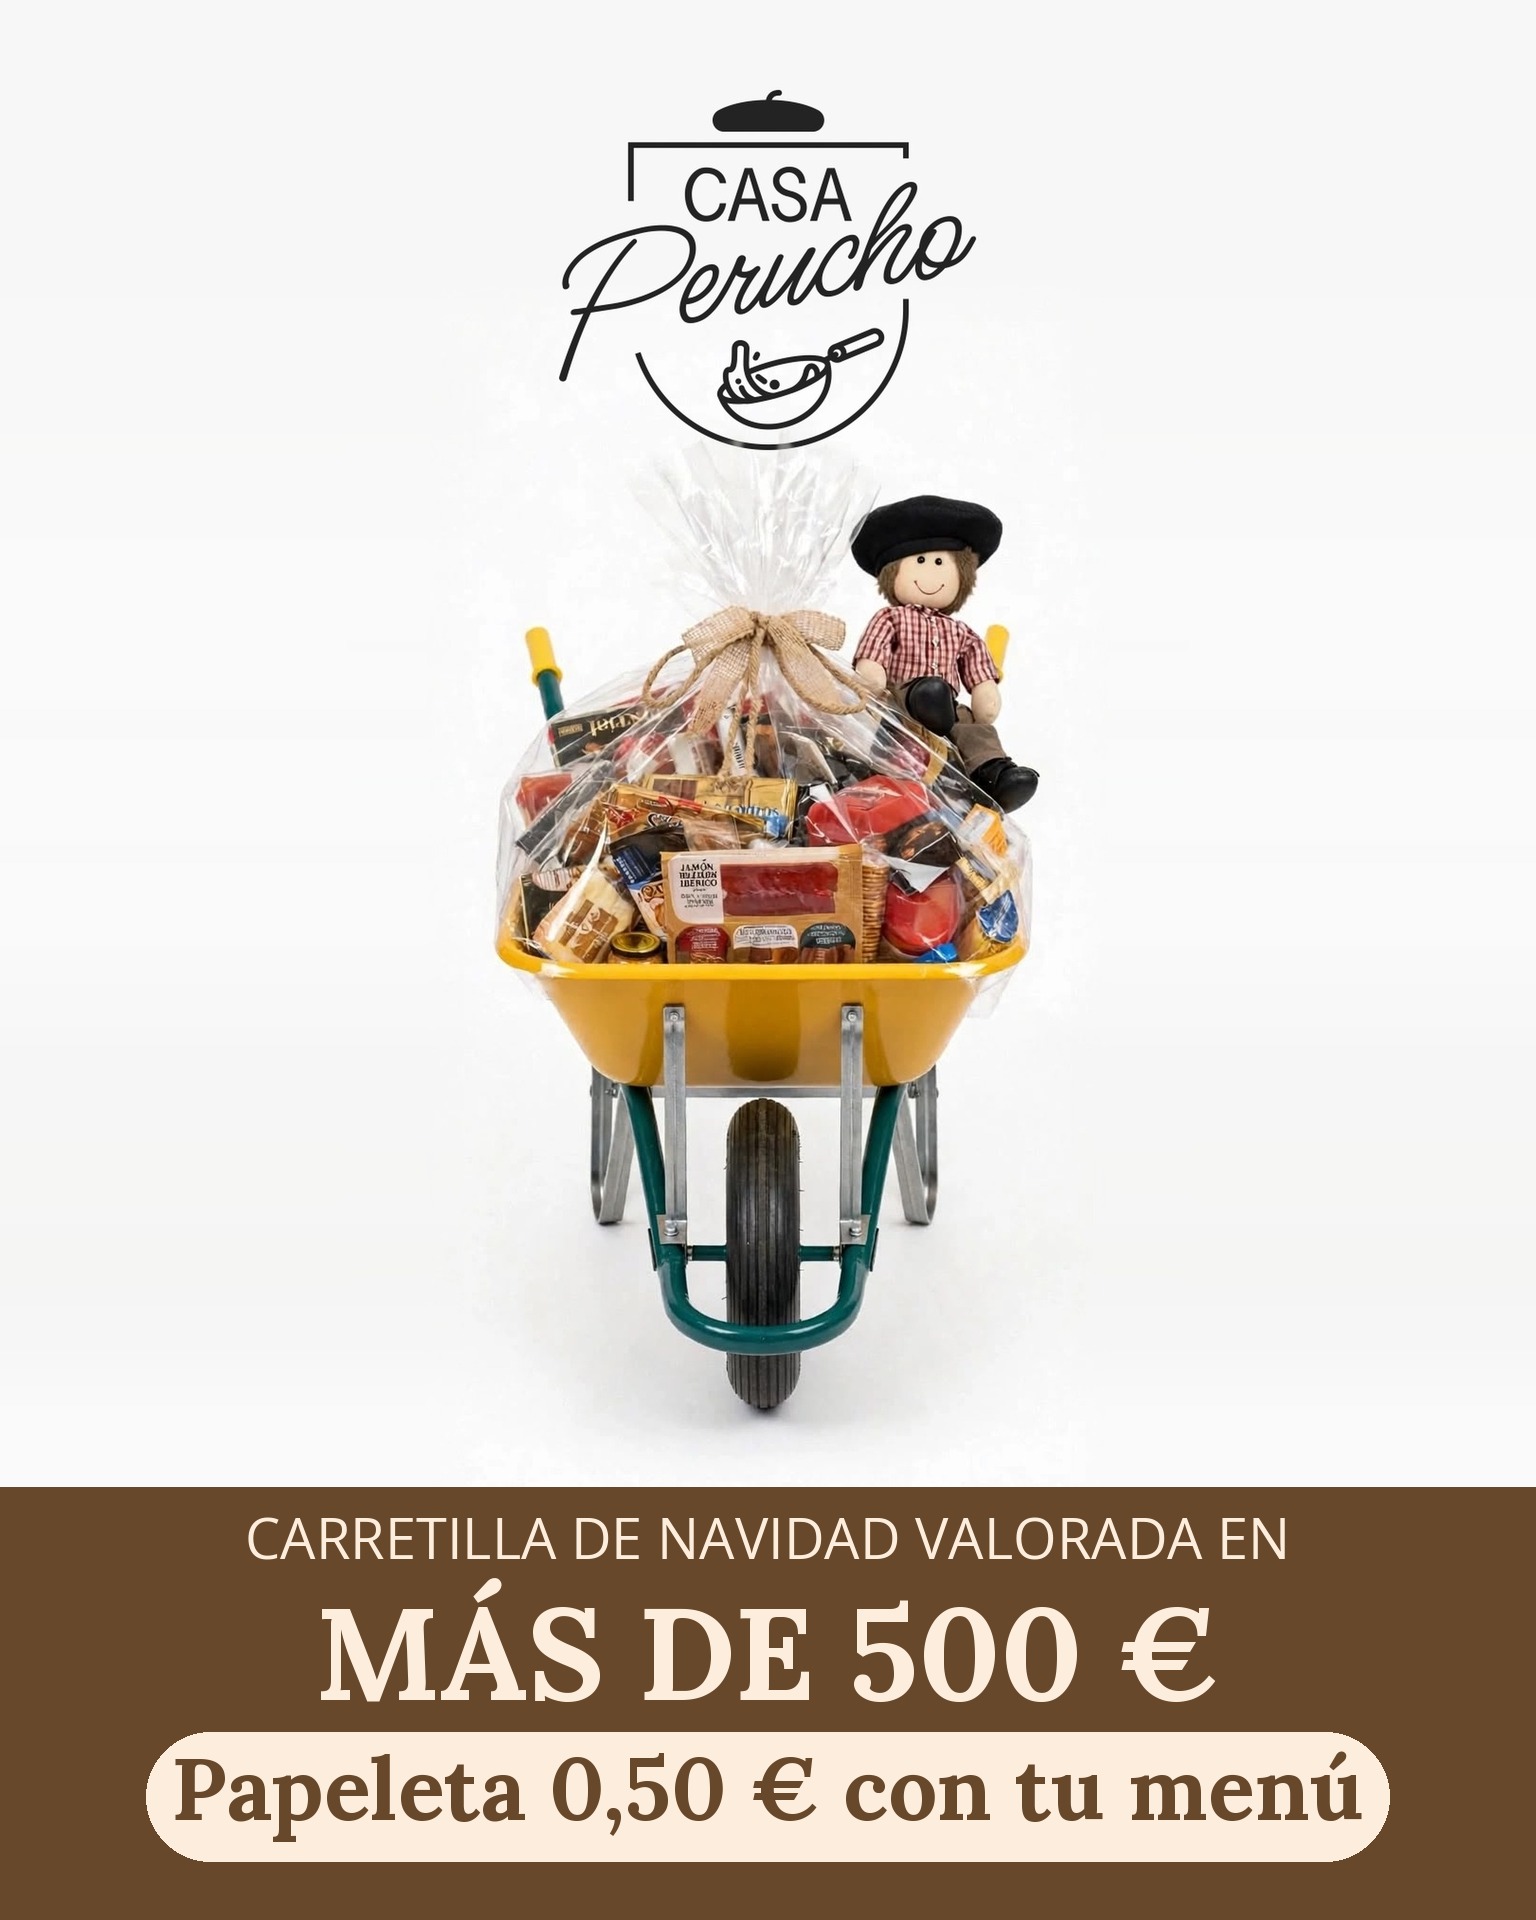 CASA
Perucho
JAMÓN
IBÉRICO
CARRETILLA DE NAVIDAD VALORADA EN
MÁS DE 500 €
Papeleta 0,50 € con tu menú